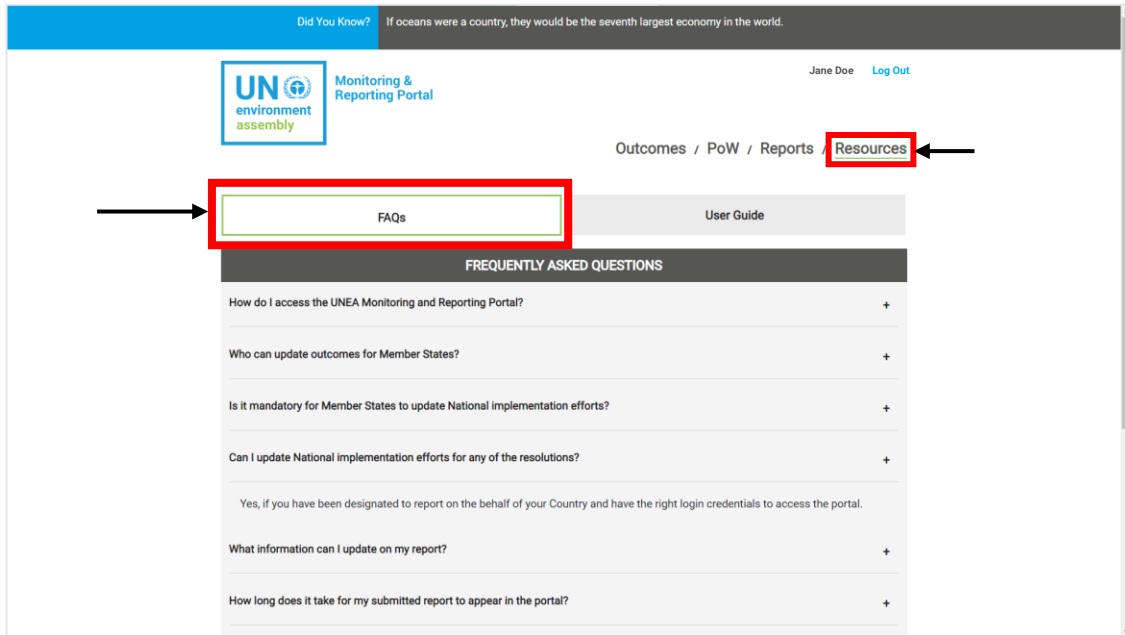 Did You Know? If oceans were a country, they would be the seventh largest economy in the world.
Jane Doe Log Out
UN
environment
assembly
Monitoring &
Reporting Portal
Outcomes / PoW / Reports / Resources
FAQs User Guide
FREQUENTLY ASKED QUESTIONS
How do I access the UNEA Monitoring and Reporting Portal? +
Who can update outcomes for Member States? +
Is it mandatory for Member States to update National implementation efforts? +
Can I update National implementation efforts for any of the resolutions? +
Yes, if you have been designated to report on the behalf of your Country and have the right login credentials to access the portal.
What information can I update on my report? +
How long does it take for my submitted report to appear in the portal? +